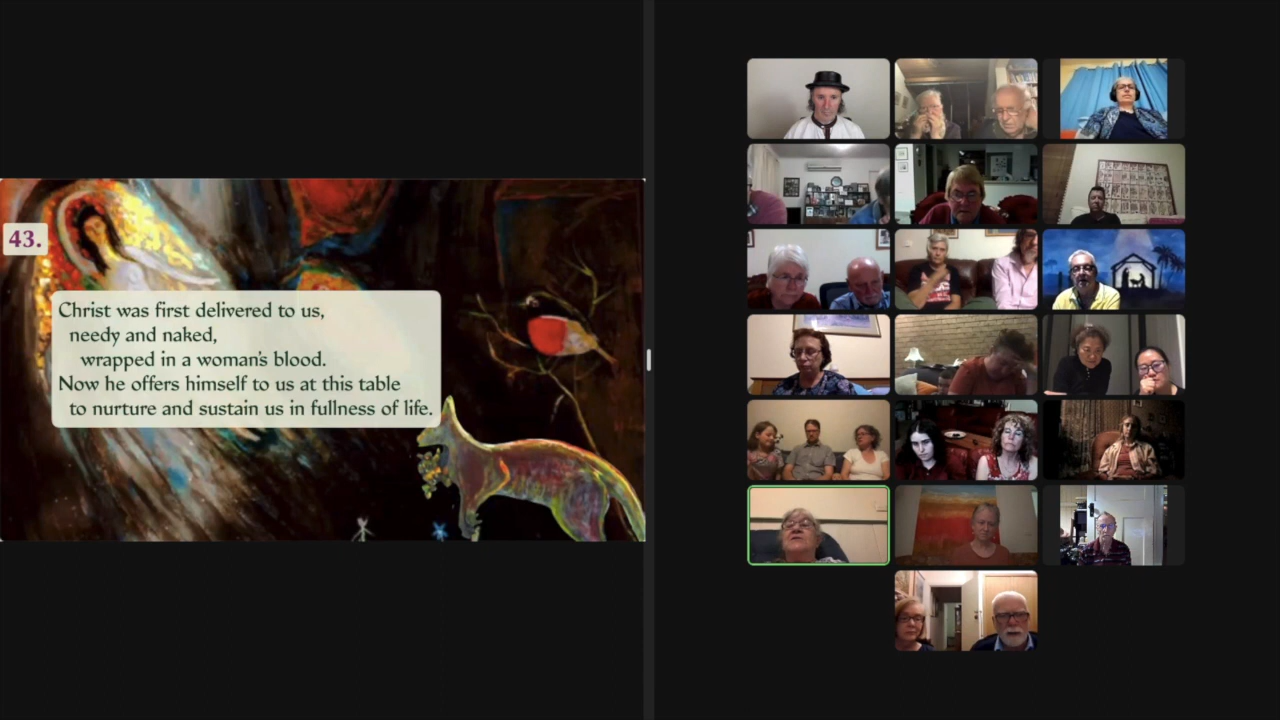 43.
Christ was first delivered to us,
needy and naked,
wrapped in a woman's blood.
Now he offers himself to us at this table
to nurture and sustain us in fullness of life.